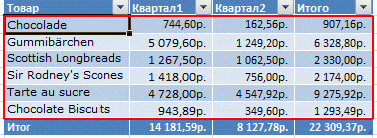 Товар Квартал1 Квартал2 Итого
Chocolade 744,60р. 162,56р. 907,16р.
Gummibärchen 5 079,60р. 1 249,20р. 6 328,80р.
Scottish Longbreads 1 267,50р. 1 062,50р. 2 330,00р.
Sir Rodney's Scones 1 418,00р. 756,00р. 2 174,00р.
Tarte au sucre 4 728,00р. 4 547,92р. 9 275,92р.
Chocolate Biscuts 943,89р. 349,60р. 1 293,49р.
Итог 14 181,59р. 8 127,78р. 22 309,37р.